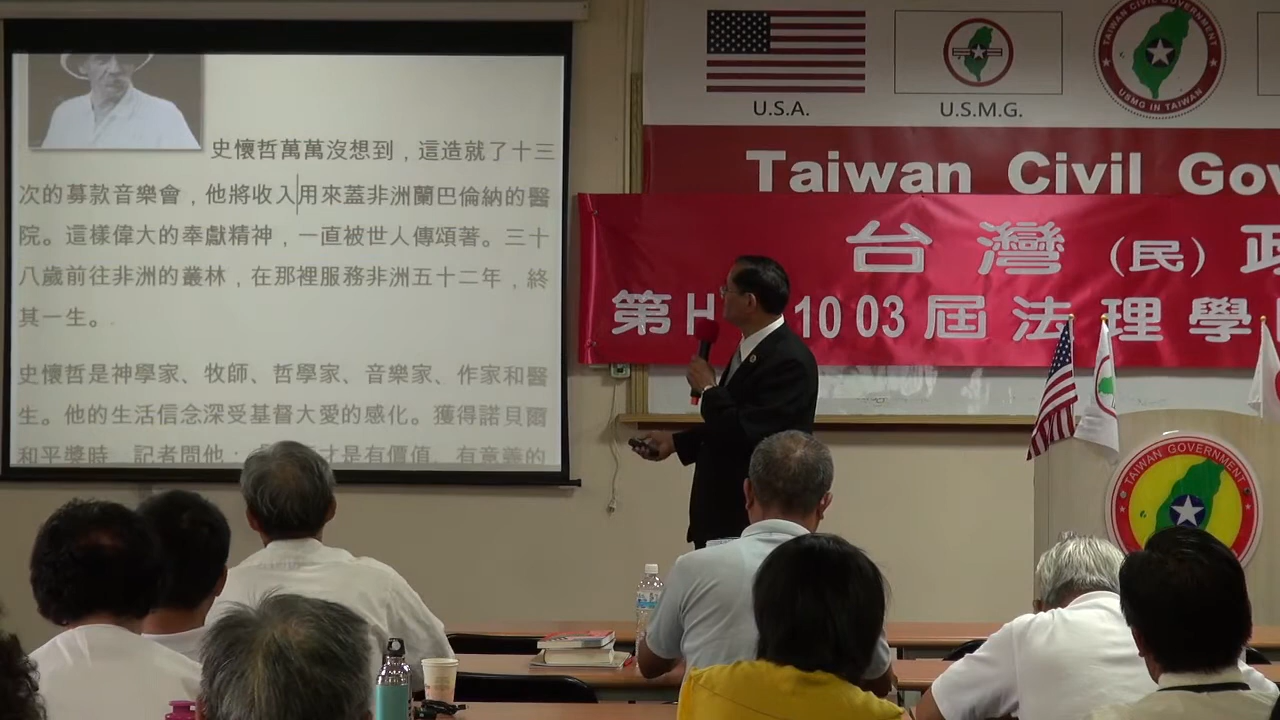 史懷哲萬萬沒想到，這造就了十三
次的募款音樂會，他將收入用來蓋非洲蘭巴倫納的醫
院。這樣偉大的奉獻精神，一直被世人傳頌著。三十
八歲前往非洲的叢林，在那裡服務非洲五十二年，終
其一生。
史懷哲是神學家、牧師、哲學家、音樂家、作家和醫
生。他的生活信念深受基督大愛的感化。獲得諾貝爾
和平獎時，記者問他：
才是有價值、有意義的
U.S.A.
U.S.M.G.
TAIWAN CIVIL GOVERNMENT
USMG IN TAIWAN
Taiwan Civil Gov
台灣（民）政
第H 10 03 屆法理學
TAIWAN GOVERNMENT